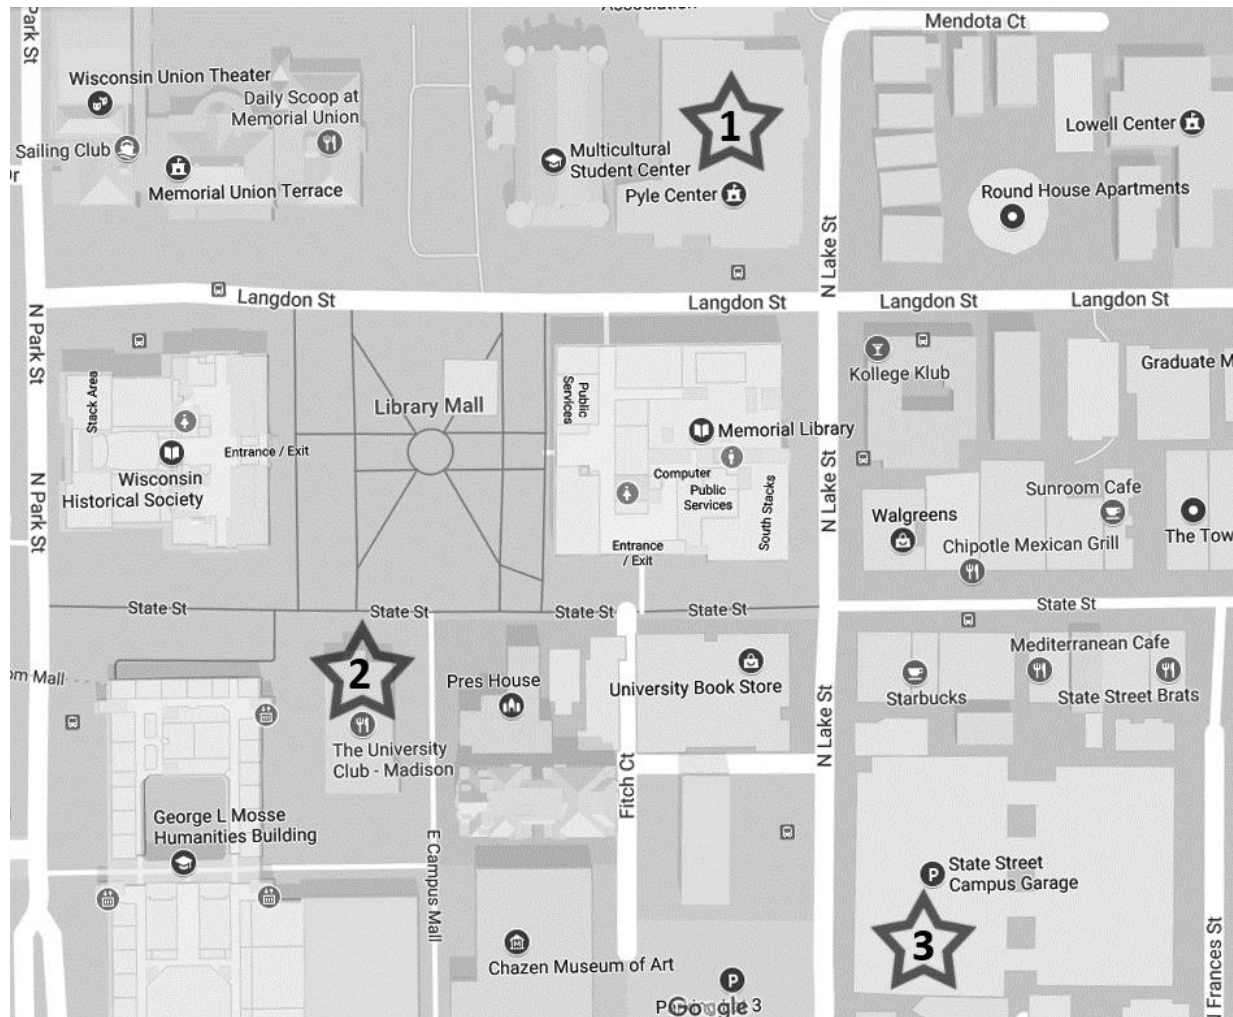 Park St
Association
Mendota Ct
Wisconsin Union Theater
Daily Scoop at
Memorial Union
1
Lowell Center
Sailing Club
Multicultural
Student Center
Memorial Union Terrace
Pyle Center
Round House Apartments
N Lake St
Langdon St
Langdon St
Langdon St
Langdon St
N Park St
Kollege Klub
Graduate M
Stack Area
Public
Services
Library Mall
Memorial Library
Entrance / Exit
Wisconsin
Historical Society
N Park St
Computer
Public
Services
South Stacks
N Lake St
Sunroom Cafe
Walgreens
The Tow
Chipotle Mexican Grill
Entrance
/ Exit
State St
State St
State St
State St
State St
2
Pres House
University Book Store
Mediterranean Cafe
Starbucks
State Street Brats
om Mall
N Lake St
The University
Club - Madison
Fitch Ct
George L Mosse
Humanities Building
E Campus Mall
P
State Street
Campus Garage
3
Chazen Museum of Art
P
Google
3
N Frances St